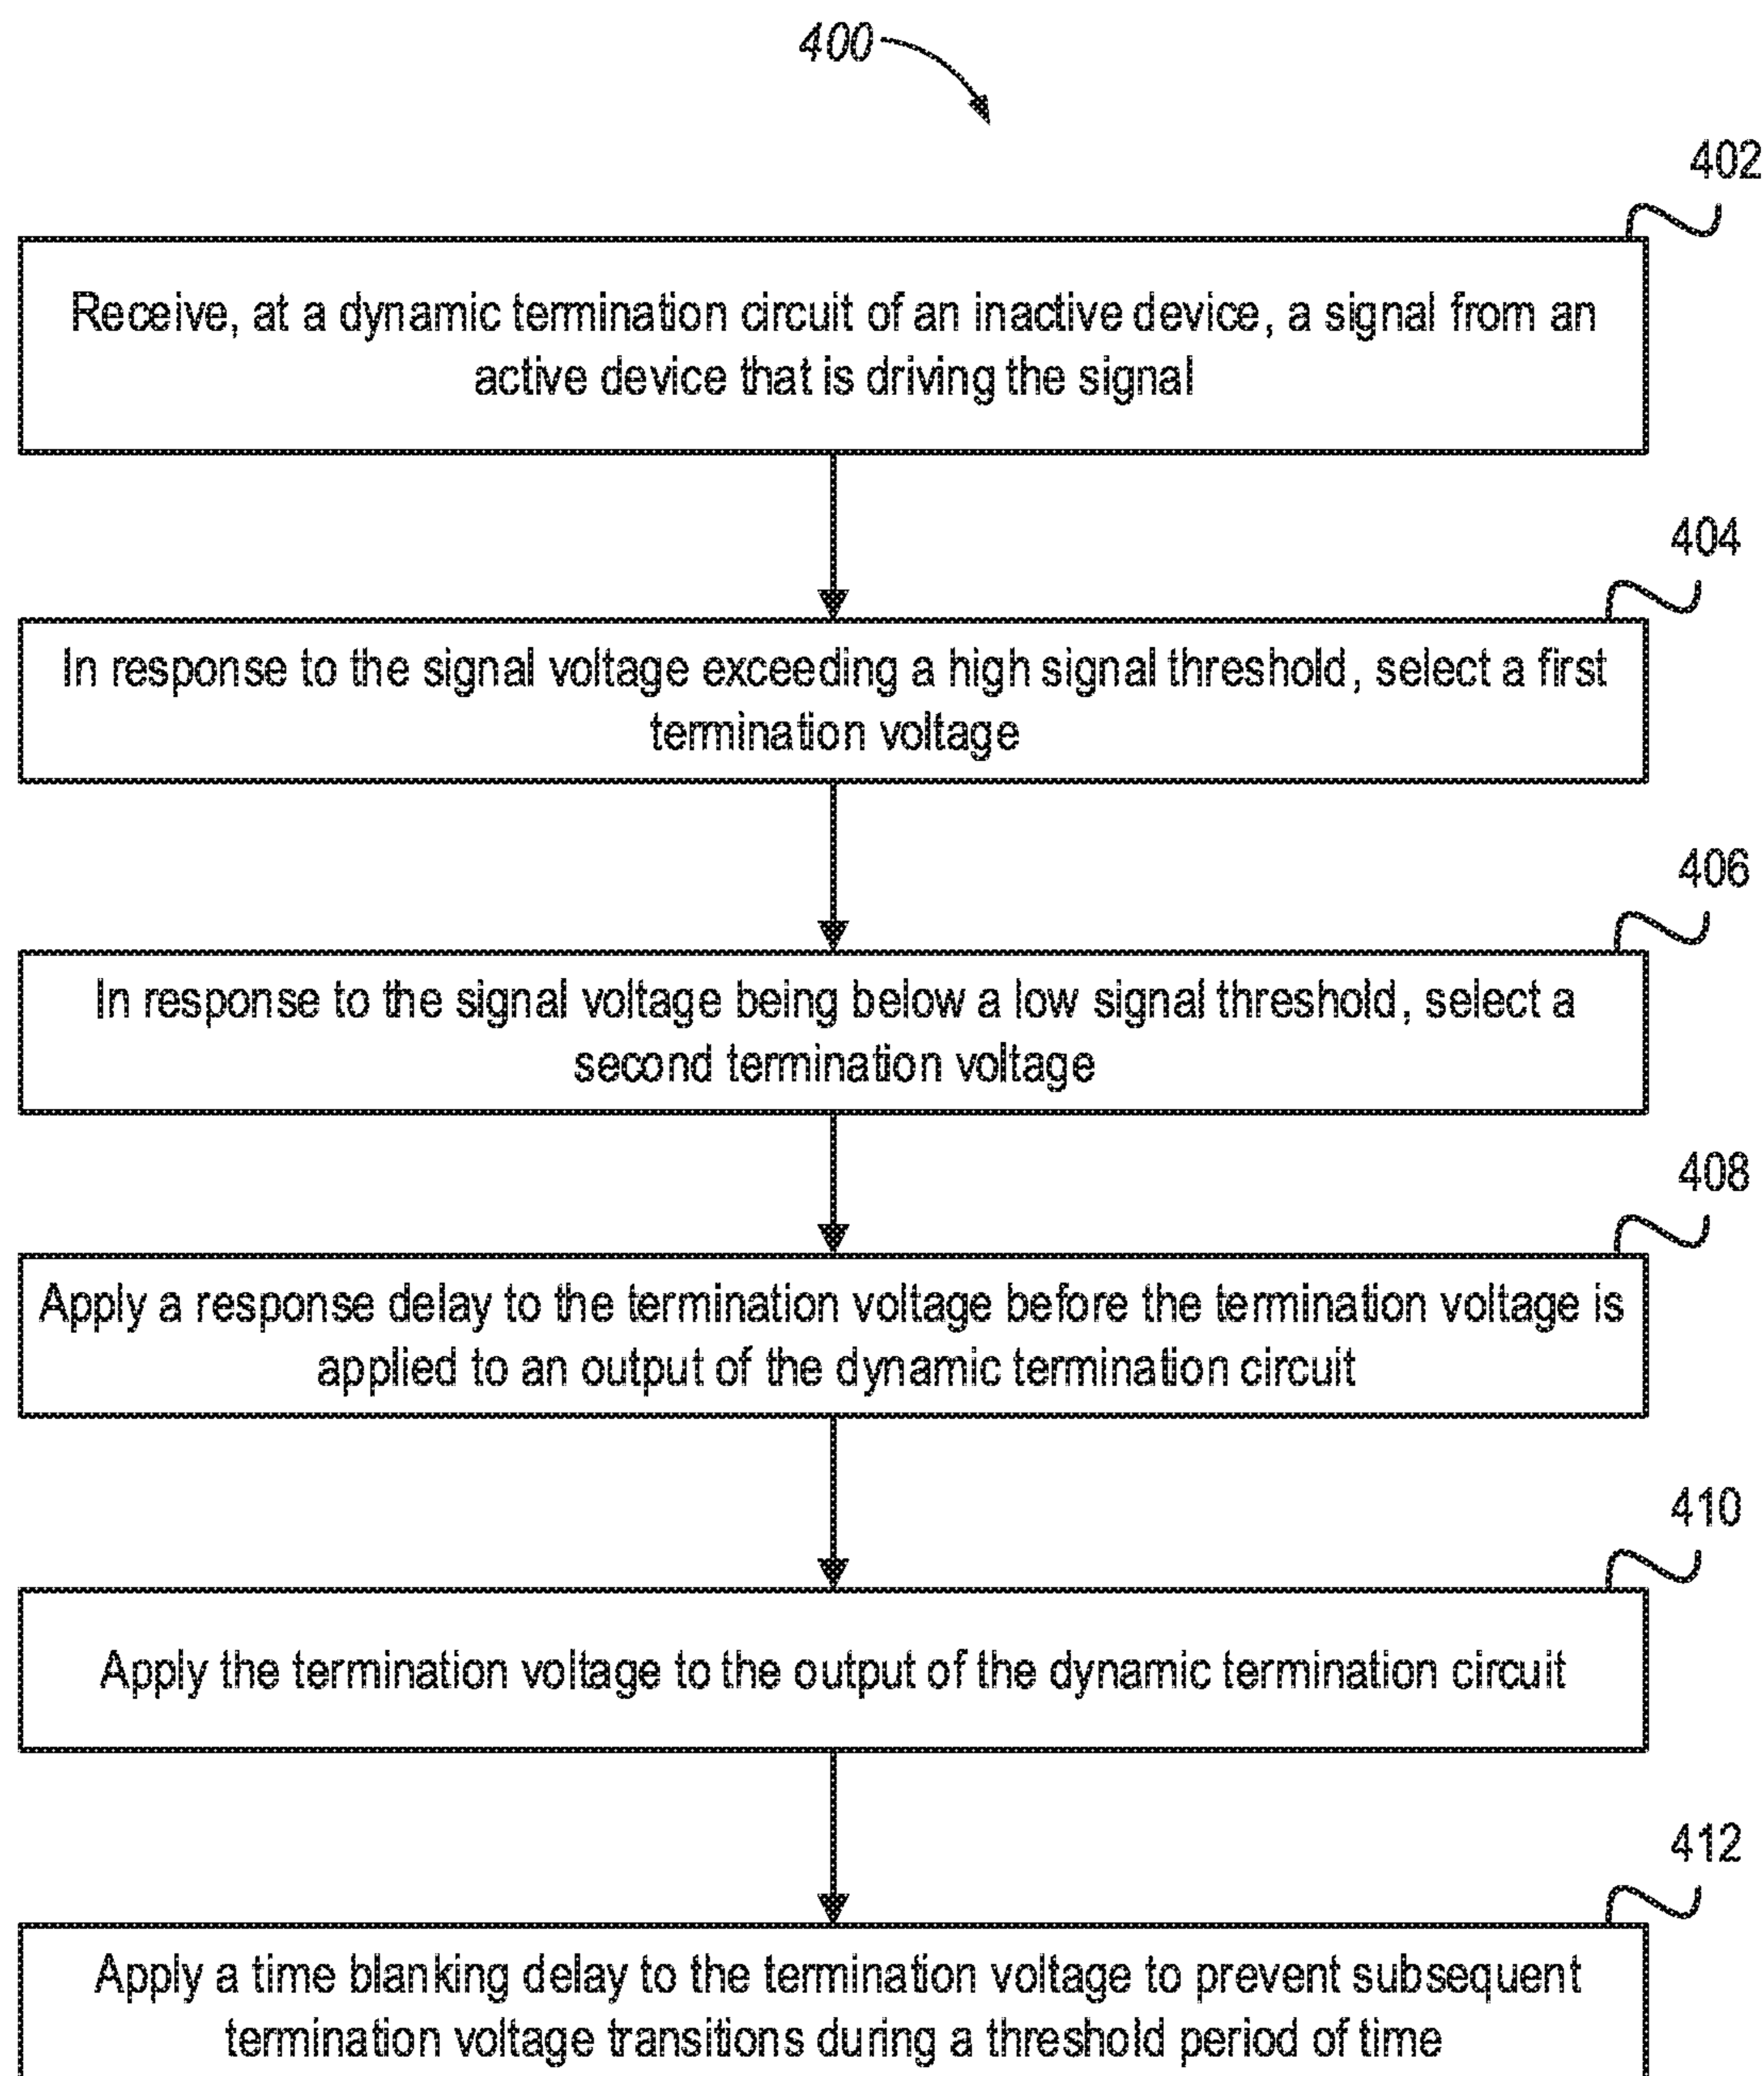 400
402
Receive, at a dynamic termination circuit of an inactive device, a signal from an
active device that is driving the signal
404
In response to the signal voltage exceeding a high signal threshold, select a first
termination voltage
406
In response to the signal voltage being below a low signal threshold, select a
second termination voltage
408
Apply a response delay to the termination voltage before the termination voltage is
applied to an output of the dynamic termination circuit
410
Apply the termination voltage to the output of the dynamic termination circuit
412
Apply a time blanking delay to the termination voltage to prevent subsequent
termination voltage transitions during a threshold period of time